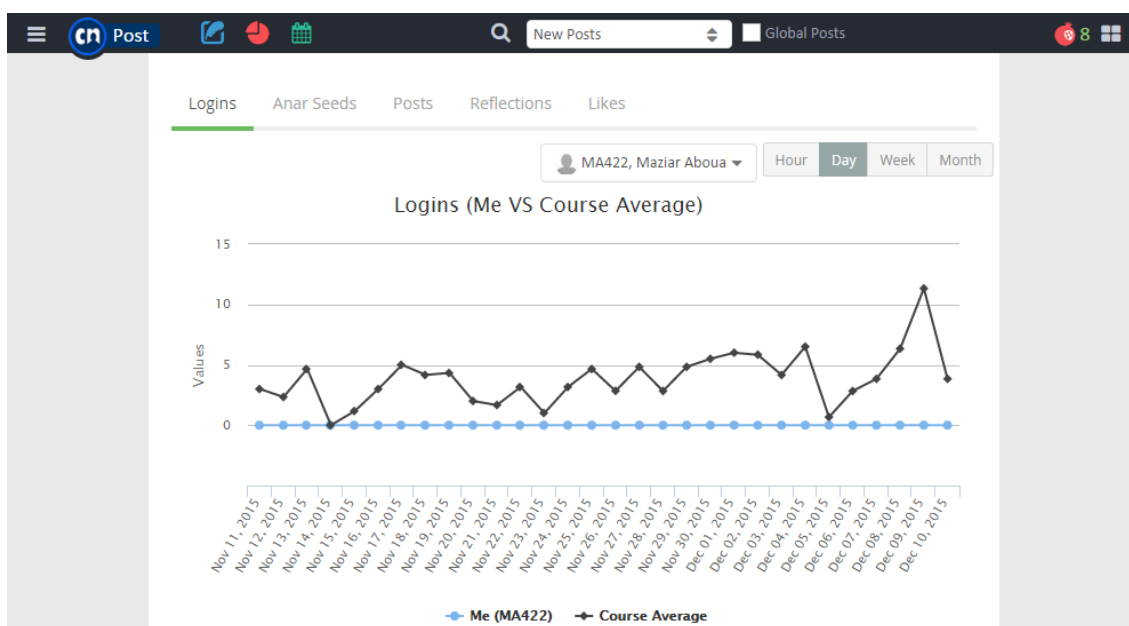 cn Post New Posts Global Posts 8
Logins Anar Seeds Posts Reflections Likes
MA422, Maziar Aboua Hour Day Week Month
Logins (Me VS Course Average)
15
10
5
0
Values
Nov 11, 2015
Nov 12, 2015
Nov 13, 2015
Nov 14, 2015
Nov 15, 2015
Nov 16, 2015
Nov 17, 2015
Nov 18, 2015
Nov 19, 2015
Nov 20, 2015
Nov 21, 2015
Nov 22, 2015
Nov 23, 2015
Nov 24, 2015
Nov 25, 2015
Nov 26, 2015
Nov 27, 2015
Nov 28, 2015
Nov 29, 2015
Nov 30, 2015
Dec 01, 2015
Dec 02, 2015
Dec 03, 2015
Dec 04, 2015
Dec 05, 2015
Dec 06, 2015
Dec 07, 2015
Dec 08, 2015
Dec 09, 2015
Dec 10, 2015
Me (MA422) Course Average